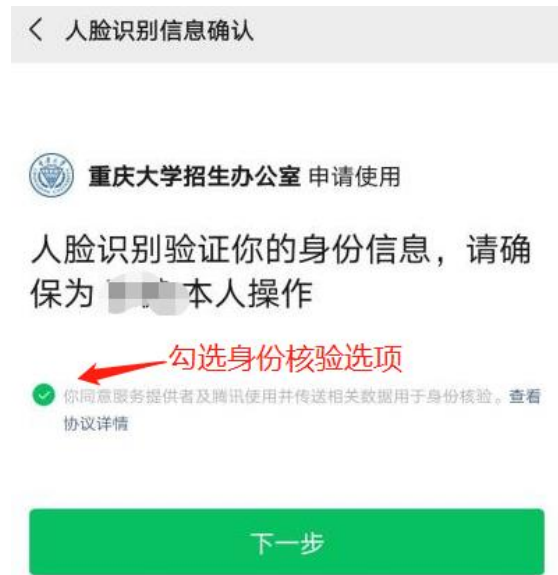 人脸识别信息确认
重庆大学招生办公室 申请使用
人脸识别验证你的身份信息，请确
保为 本人操作
勾选身份核验选项
你同意服务提供者及腾讯使用并传送相关数据用于身份核验。查看
协议详情
下一步